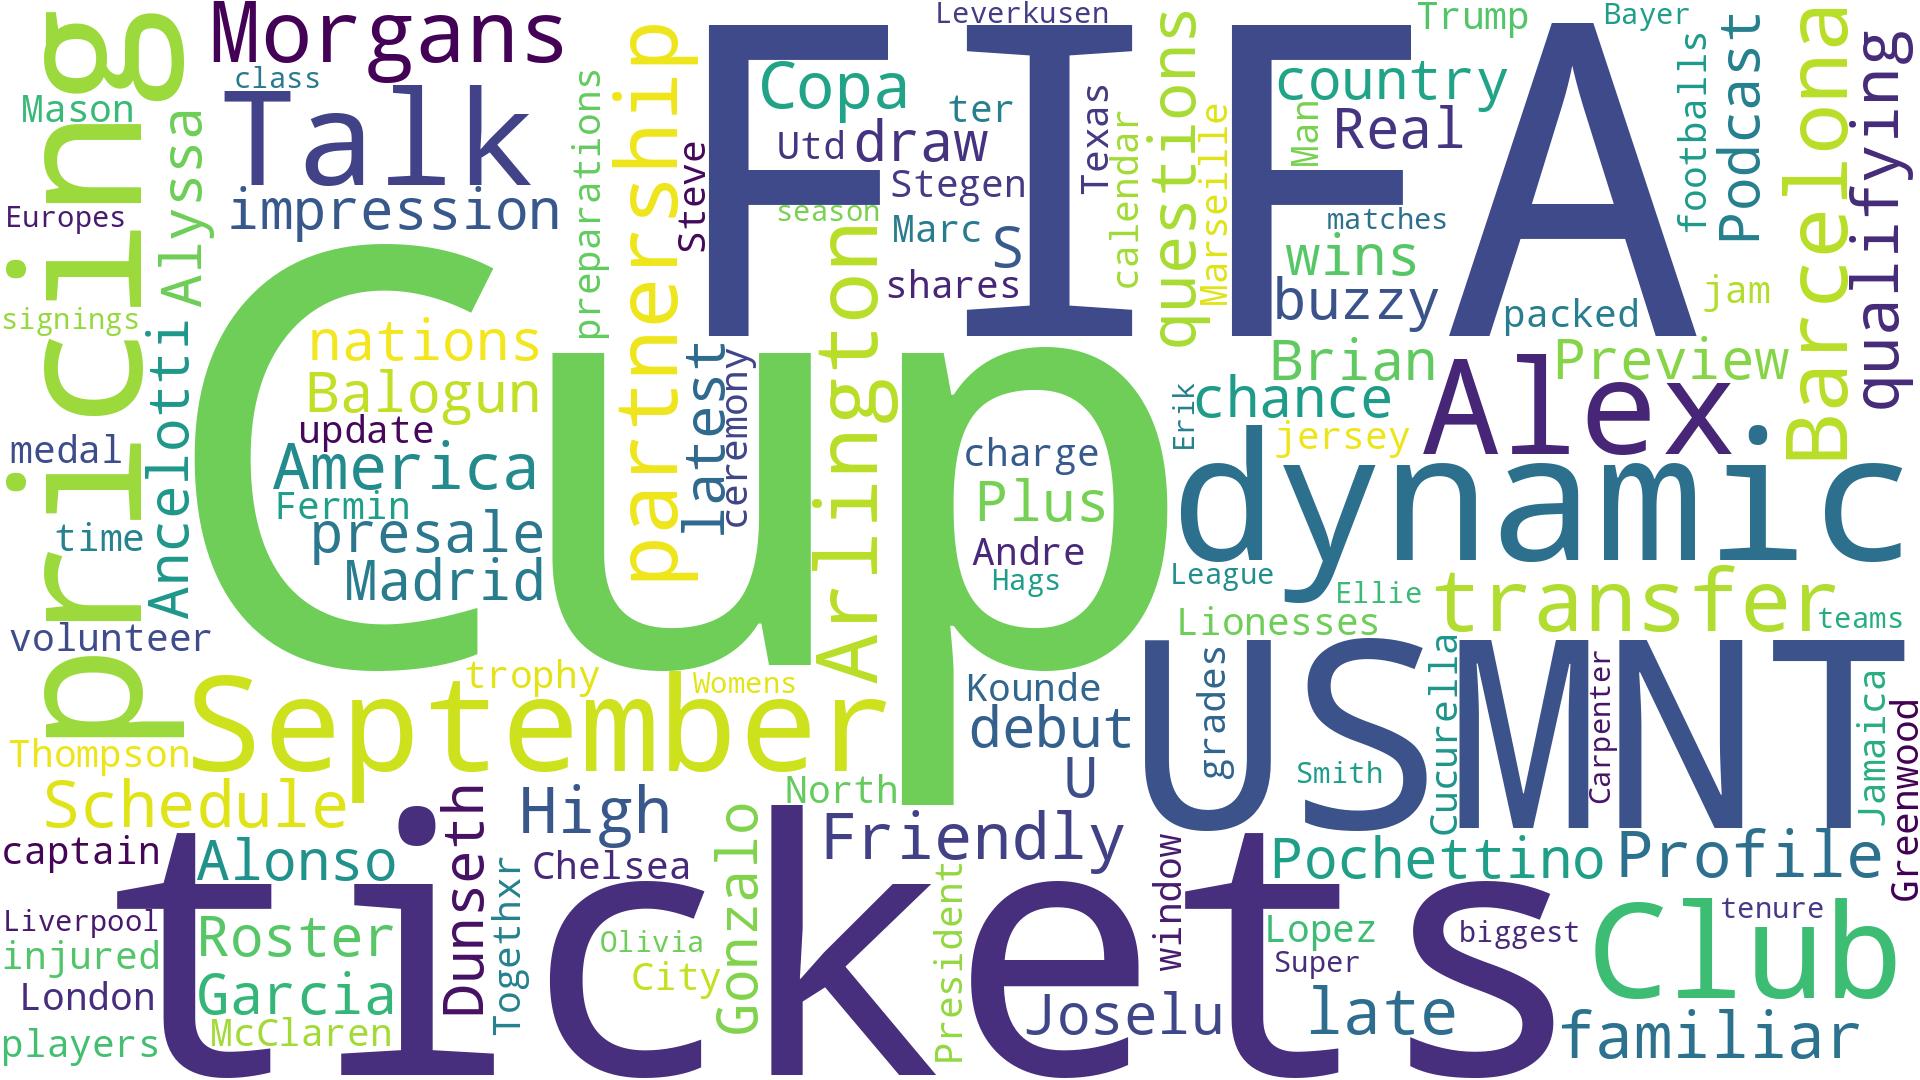 Morgans
Leverkusen
Trump
Bayer
class
Mason
Talk
FIFA
Copa
ter
Utd
draw
Stegen
season
Marc
S
shares
Texas
calendar
questions
Marseille
country
Man
Real
matches
wins
buzzy
packed
footballs
Podcast
jam
Barcelona
qualifying
pricing
Alyssa
impression
Europes
signings
preparations
partnership
Steve
Arlington
Cup
nations
Balogun
update
America
Fermin
presale
Madrid
latest
ceremony
Ancelotti
medal
time
volunteer
charge
Plus
Andre
Hags
Brian
Preview
Erik
chance
jersey
Alex
dynamic
League
Ellie
Lionesses
transfer
teams
trophy
Womens
September
Thompson
Schedule
Kounde
debut
U
USMNT
grades
Smith
Cucurella
Carpenter
Jamaica
Greenwood
North
High
Friendly
captain
Alonso
Dunseth
Chelsea
Togethxr
Gonzalo
President
window
Pochettino
Profile
tickets
Liverpool
injured
London
players
Roster
Garcia
McClaren
Olivia
City
Joselu
Lopez
Super
late
biggest
tenure
Club
familiar